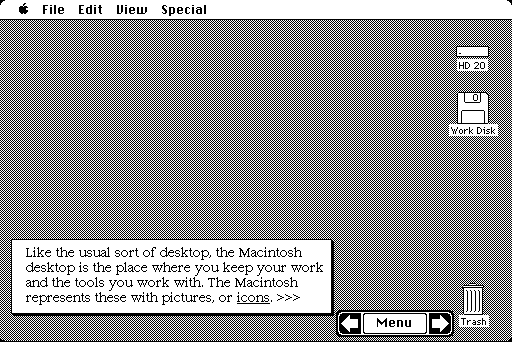 File Edit View Special
HD 20
Work Disk
Like the usual sort of desktop, the Macintosh
desktop is the place where you keep your work
and the tools you work with. The Macintosh
represents these with pictures, or icons. >>>
Trash
Menu